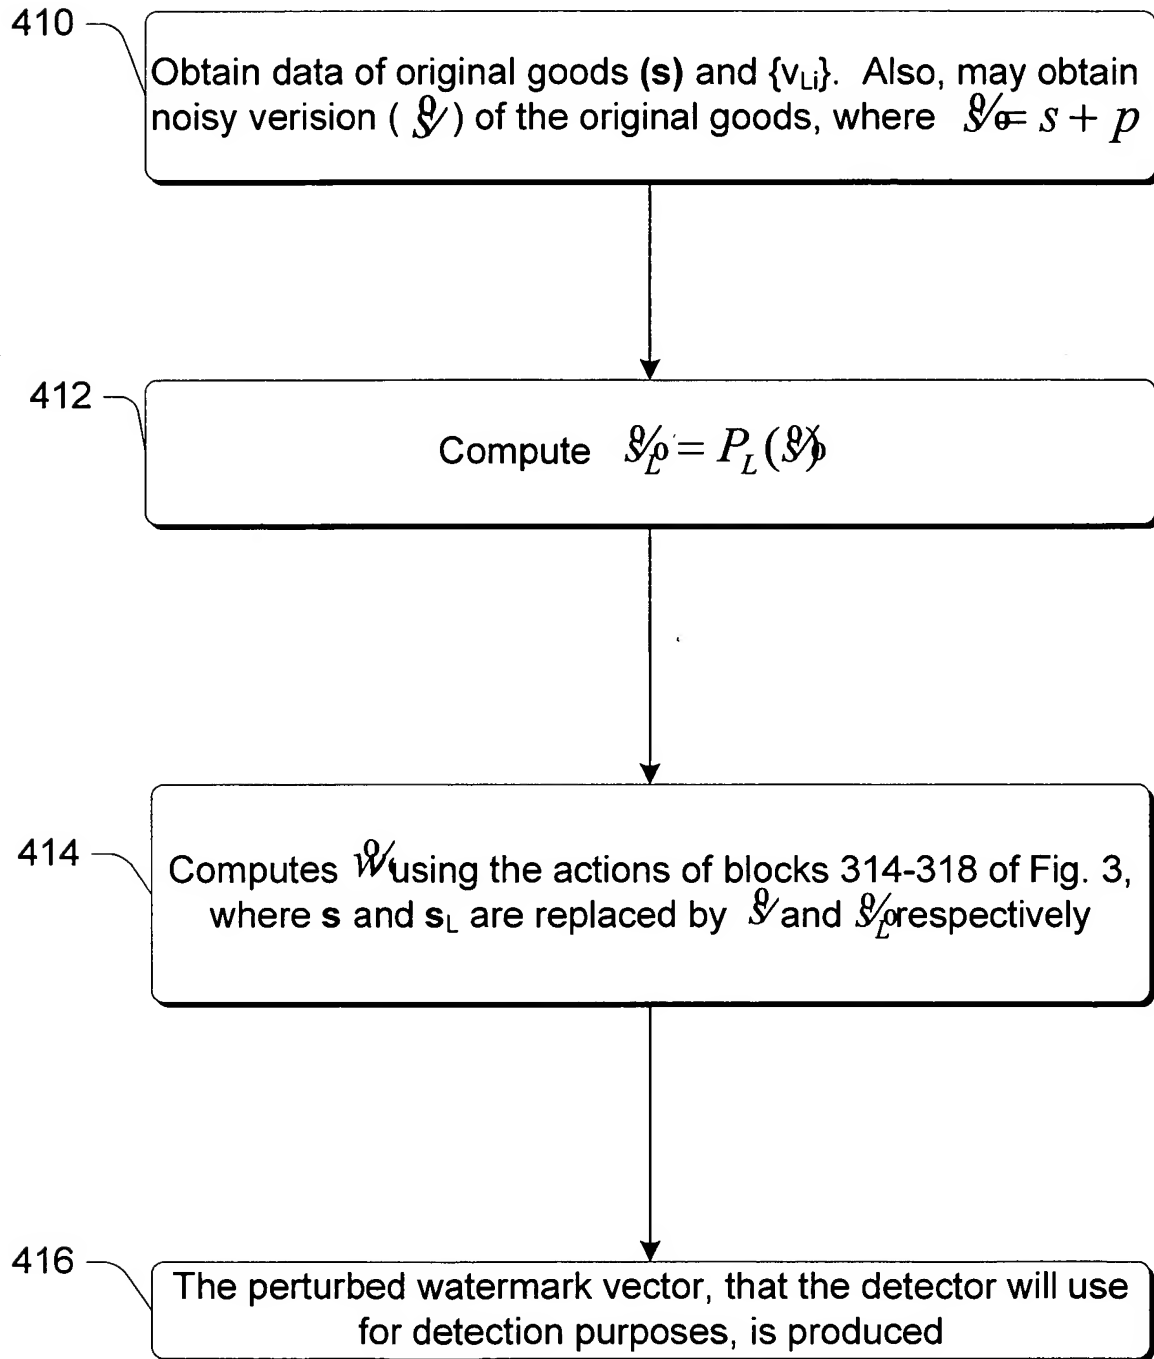 410
Obtain data of original goods (s) and {vLi}. Also, may obtain
noisy verision ( ) of the original goods, where = s + p
412
Compute = P_L( )
414
Computes using the actions of blocks 314-318 of Fig. 3,
where s and s_L are replaced by and respectively
416
The perturbed watermark vector, that the detector will use
for detection purposes, is produced